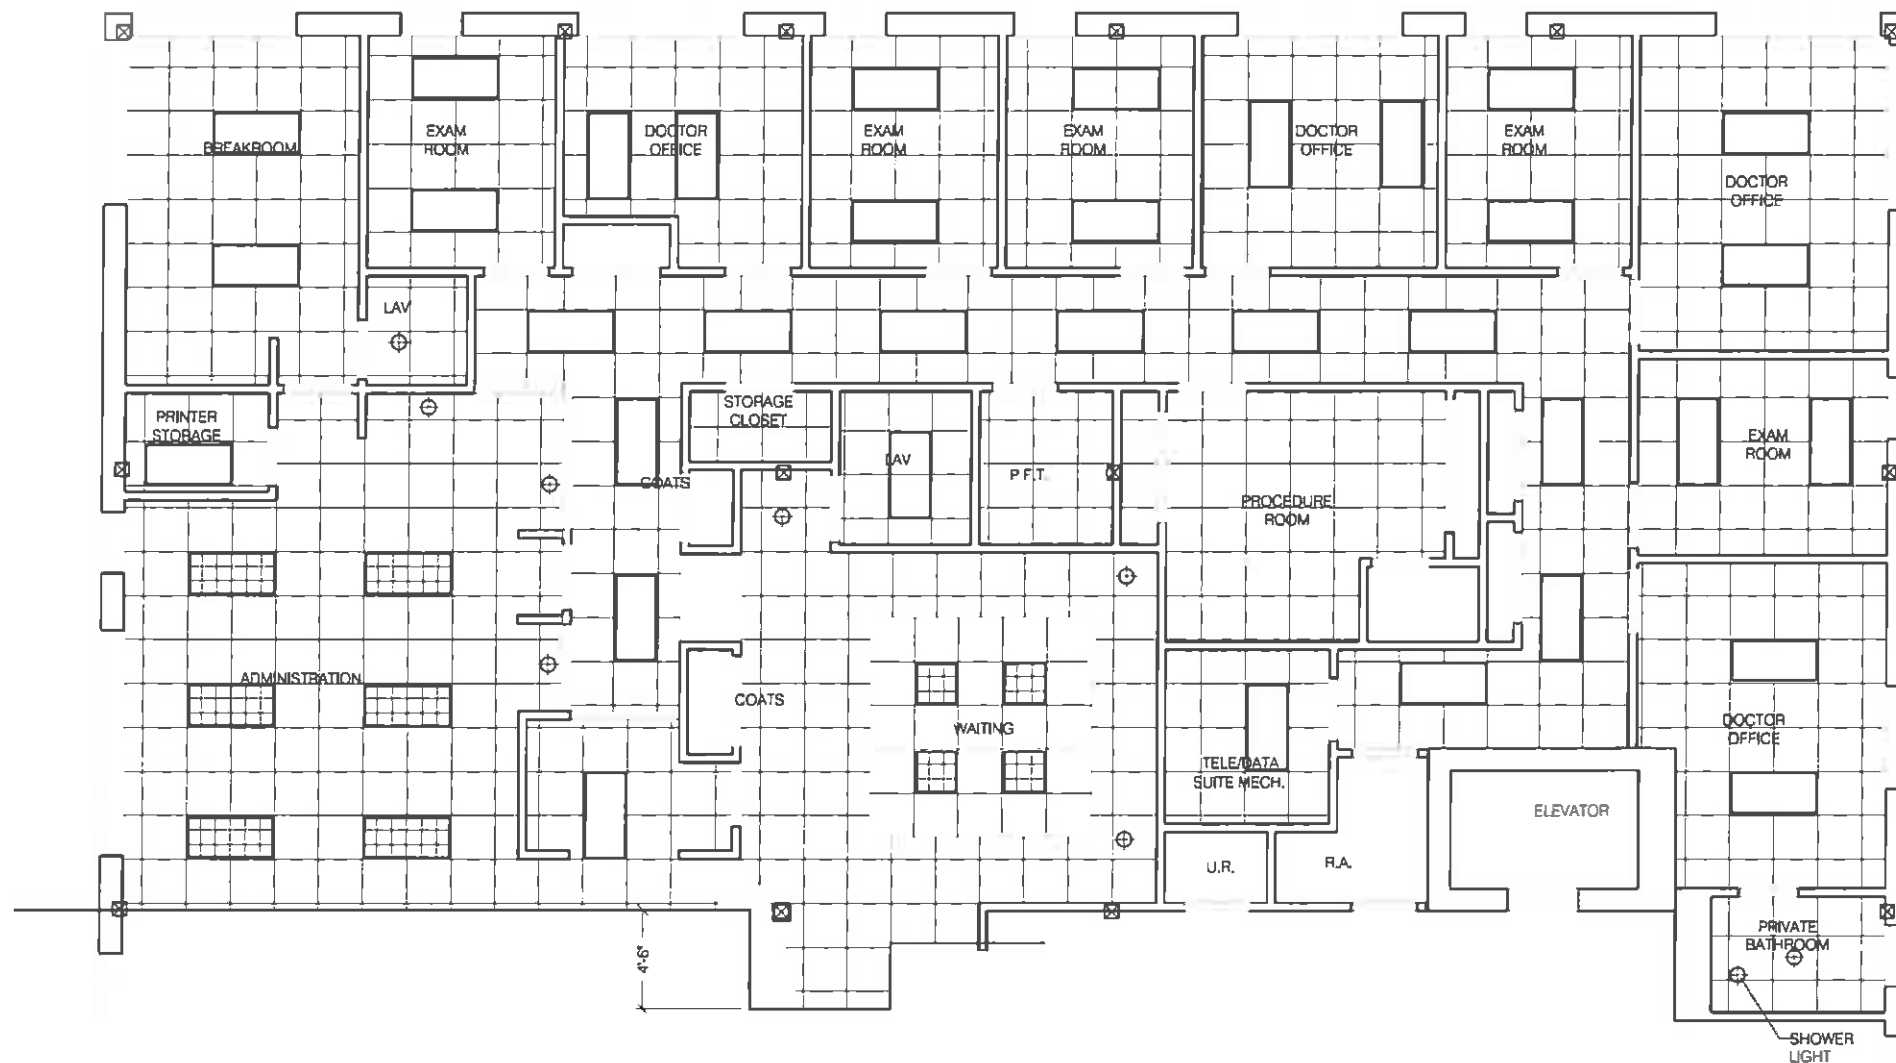 BREAKROOM
EXAM
ROOM
DOCTOR
OFFICE
EXAM
ROOM
EXAM
ROOM
DOCTOR
OFFICE
EXAM
ROOM
DOCTOR
OFFICE
LAV
PRINTER
STORAGE
STORAGE
CLOSET
COATS
LAV
P.F.T.
PROCEDURE
ROOM
EXAM
ROOM
ADMINISTRATION
COATS
WAITING
TELE/DATA
SUITE MECH.
DOCTOR
OFFICE
ELEVATOR
U.R.
R.A.
4'-6"
PRIVATE
BATHROOM
SHOWER
LIGHT